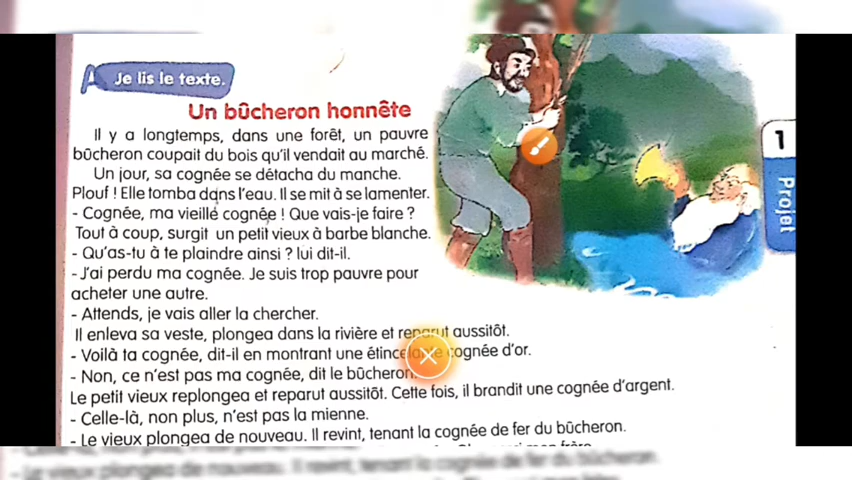 Je lis le texte.
Un bûcheron honnête
Il y a longtemps, dans une forêt, un pauvre
bûcheron coupait du bois qu'il vendait au marché.
Un jour, sa cognée se détacha du manche.
Plouf ! Elle tomba dans l'eau. Il se mit à se lamenter.
- Cognée, ma vieille cognée ! Que vais-je faire ?
Tout à coup, surgit un petit vieux à barbe blanche.
- Qu'as-tu à te plaindre ainsi ? lui dit-il.
- J'ai perdu ma cognée. Je suis trop pauvre pour
acheter une autre.
- Attends, je vais aller la chercher.
Il enleva sa veste, plongea dans la rivière et reparut aussitôt.
- Voilà ta cognée, dit-il en montrant une étincelante cognée d'or.
- Non, ce n'est pas ma cognée, dit le bûcheron.
Le petit vieux replongea et reparut aussitôt. Cette fois, il brandit une cognée d'argent.
- Celle-là, non plus, n'est pas la mienne.
- Le vieux plongea de nouveau. Il revint, tenant la cognée de fer du bûcheron.
1
Projet